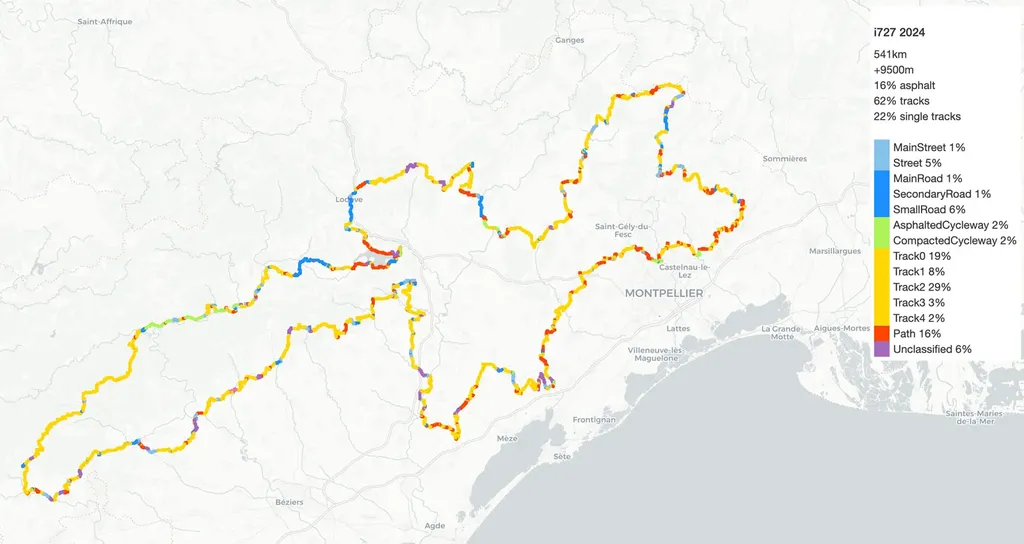 Saint-Affrique
Ganges
Sommières
Lodève
Saint-Gély-du-
Fesc
Marsillargues
Castelnau-le-
Lez
MONTPELLIER
Lattes
La Grande
Motte
Aigues-Mortes
Villeneuve-lès
Maguelone
Frontignan
Saintes-Maries
de la Mer
Mèze
Sète
Béziers
Agde
i727 2024
541km
+9500m
16% asphalt
62% tracks
22% single tracks
MainStreet 1%
Street 5%
MainRoad 1%
SecondaryRoad 1%
SmallRoad 6%
AsphaltedCycleway 2%
CompactedCycleway 2%
Track0 19%
Track1 8%
Track2 29%
Track3 3%
Track4 2%
Path 16%
Unclassified 6%